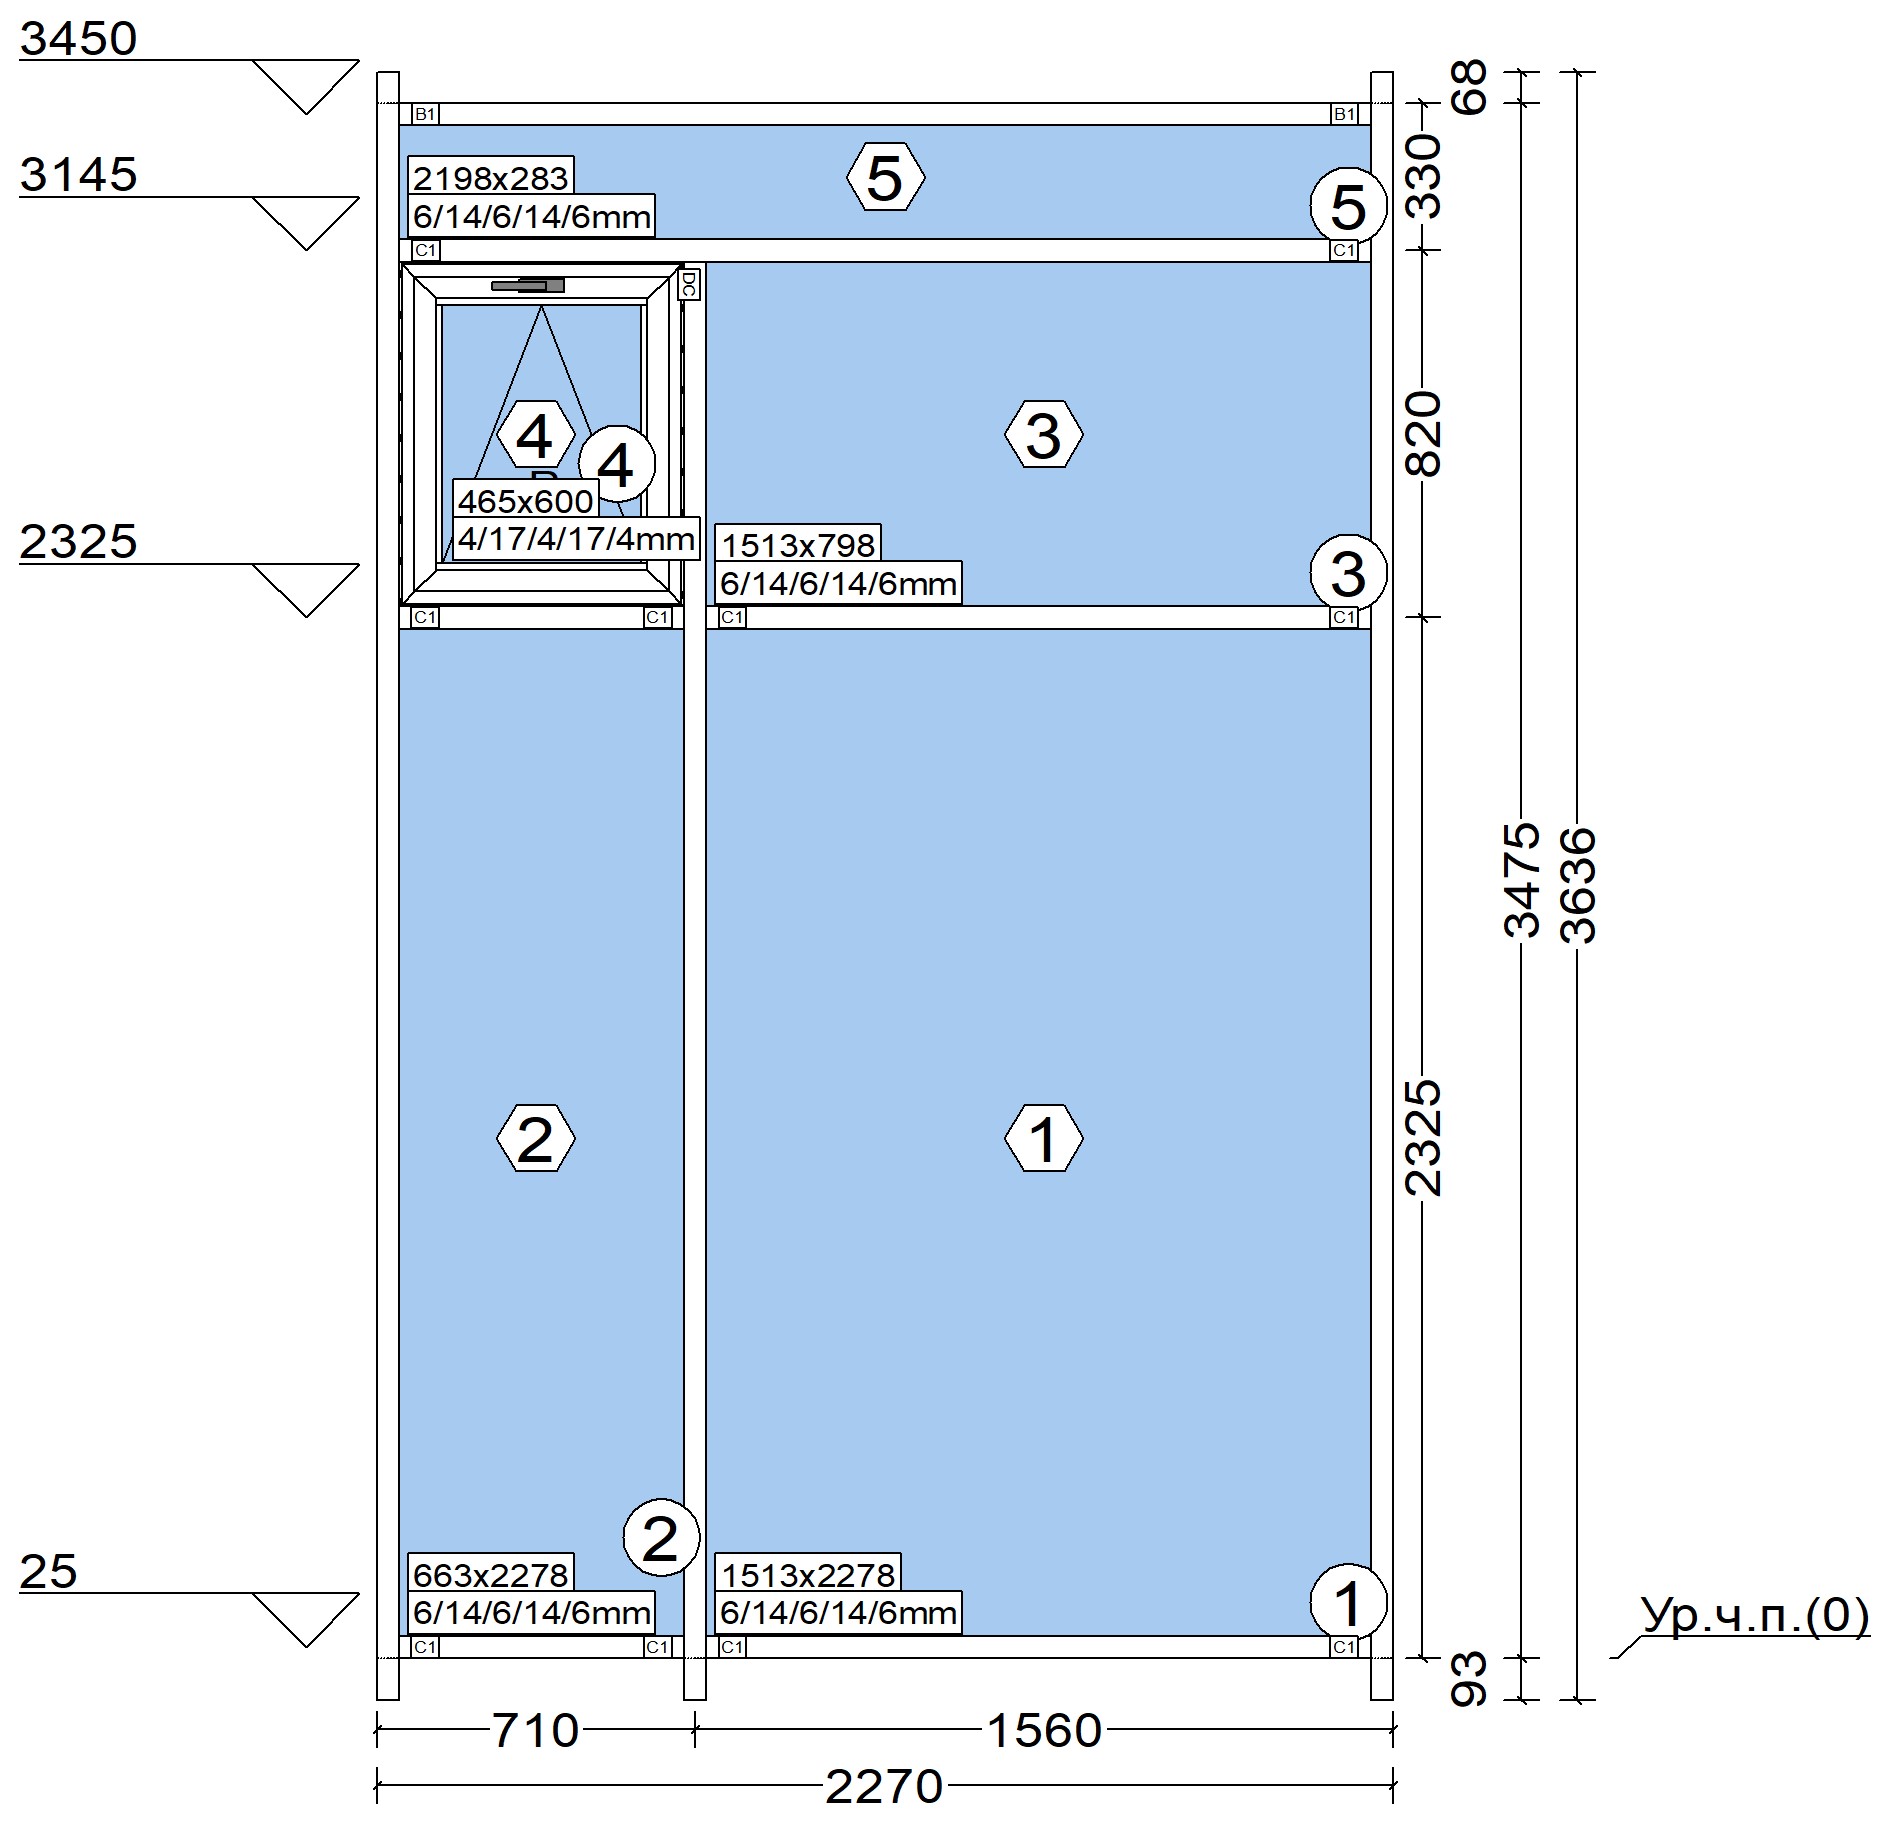 3450
68
B1
B1
330
3145
2198x283
6/14/6/14/6mm
5
5
C1
C1
DC
820
4
4
3
465x600
4/17/4/17/4mm
2325
1513x798
6/14/6/14/6mm
3
C1
C1
C1
C1
3475
3636
2
1
2325
25
2
663x2278
6/14/6/14/6mm
1513x2278
6/14/6/14/6mm
1
C1
C1
C1
C1
Ур.ч.п.(0)
93
710
1560
2270